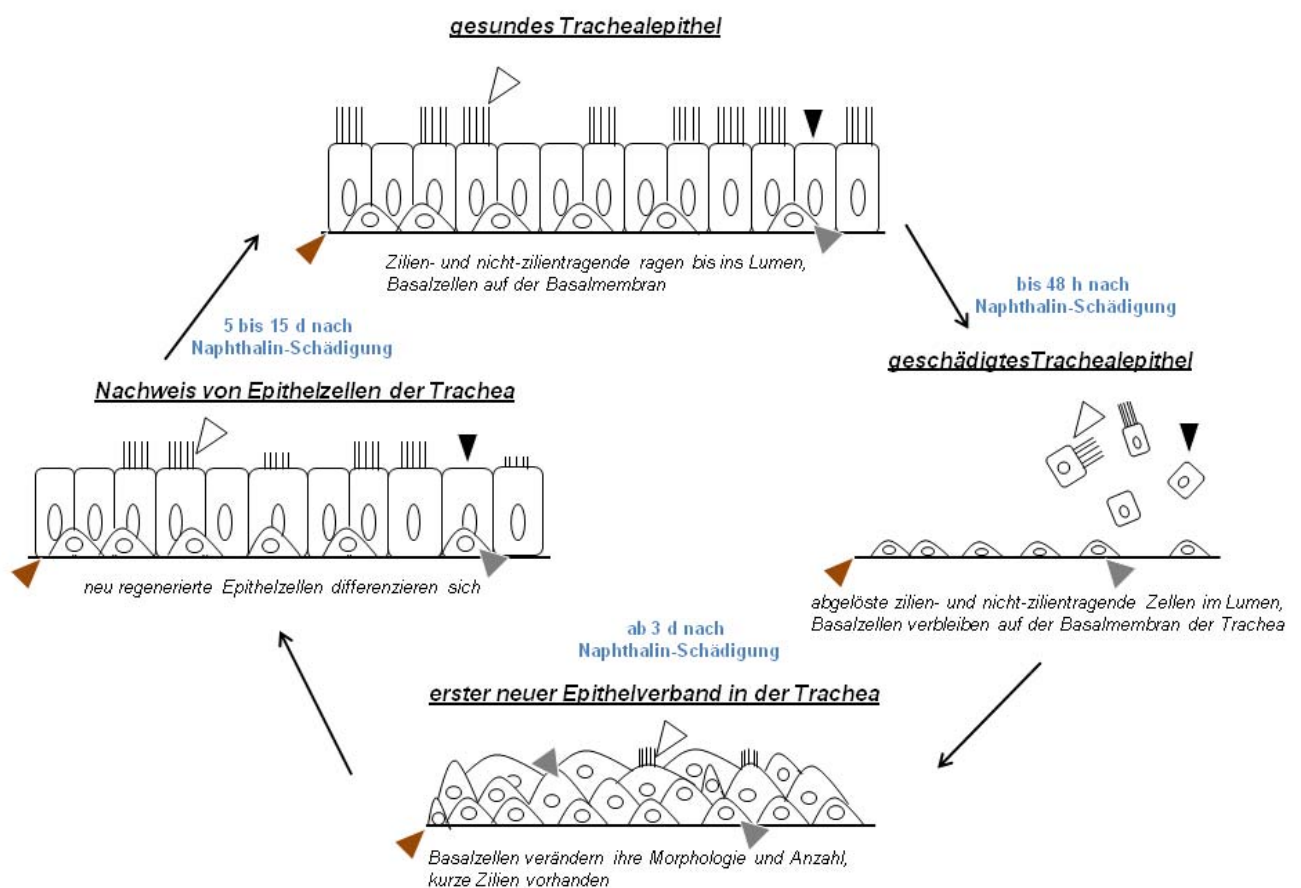 gesundes Trachealepithel
Zilien- und nicht-zilientragende ragen bis ins Lumen,
Basalzellen auf der Basalmembran
bis 48 h nach
Naphthalin-Schädigung
geschädigtesTrachealepithel
abgelöste zilien- und nicht-zilientragende Zellen im Lumen,
Basalzellen verbleiben auf der Basalmembran der Trachea
ab 3 d nach
Naphthalin-Schädigung
erster neuer Epithelverband in der Trachea
Basalzellen verändern ihre Morphologie und Anzahl,
kurze Zilien vorhanden
5 bis 15 d nach
Naphthalin-Schädigung
Nachweis von Epithelzellen der Trachea
neu regenerierte Epithelzellen differenzieren sich